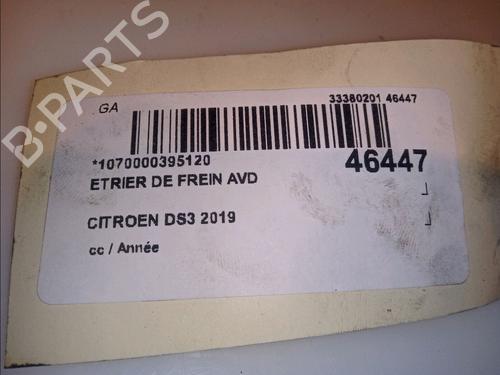 GA
33380201 46447
*1070000395120
46447
ETRIER DE FREIN AVD
CITROEN DS3 2019
cc / Année
B-PARTS